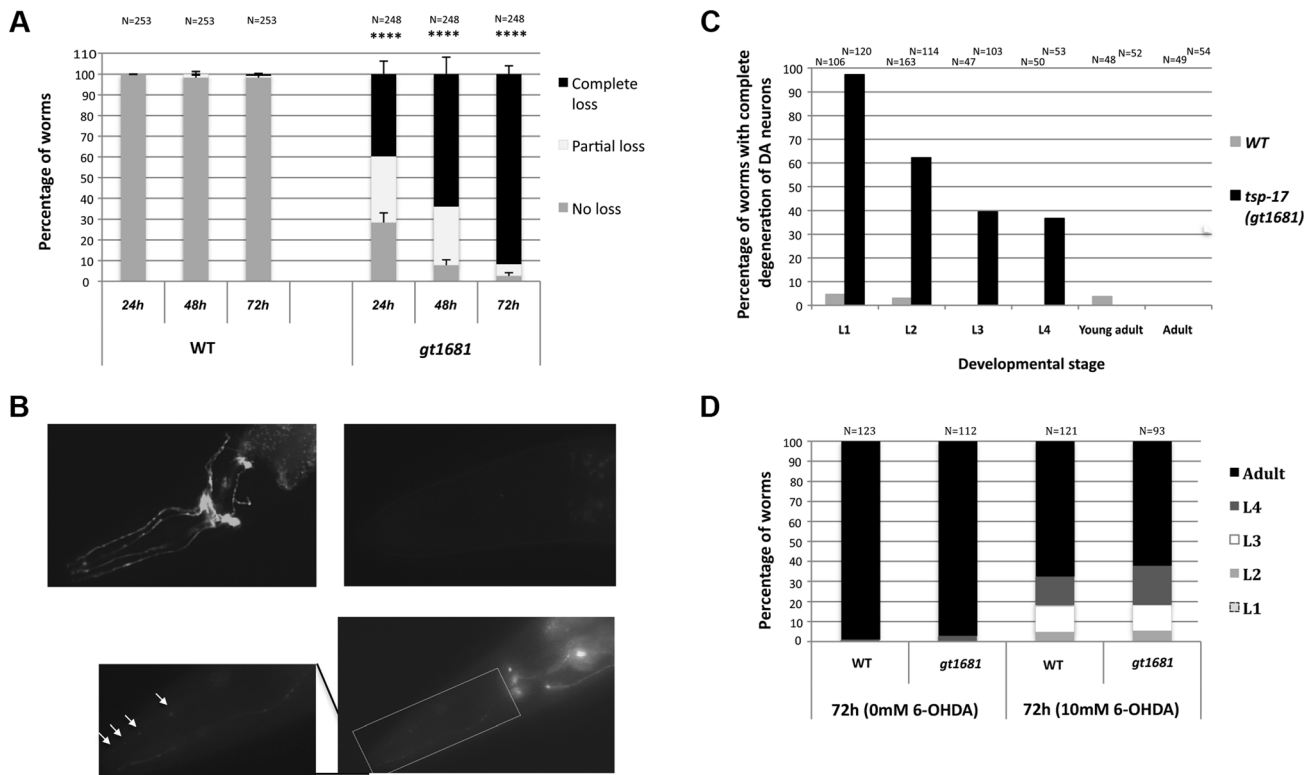 A
N=253 N=253 N=253 N=248 N=248 N=248
**** **** ****
Percentage of worms
110
100
90
80
70
60
50
40
30
20
10
0
Complete loss
Partial loss
No loss
24h 48h 72h 24h 48h 72h
WT gt1681
B
C
N=120 N=114 N=103 N=53 N=52 N=54
N=106 N=163 N=47 N=50 N=48 N=49
Percentage of worms with complete
degeneration of DA neurons
100
90
80
70
60
50
40
30
20
10
0
WT
tsp-17
(gt1681)
L1 L2 L3 L4 Young adult Adult
Developmental stage
D
N=123 N=112 N=121 N=93
Percentage of worms
100
90
80
70
60
50
40
30
20
10
0
Adult
L4
L3
L2
L1
WT gt1681 WT gt1681
72h (0mM 6-OHDA) 72h (10mM 6-OHDA)